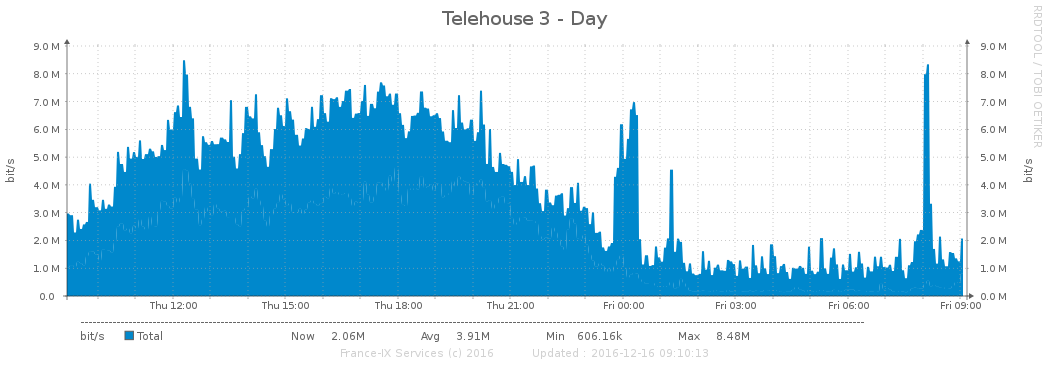 Telehouse 3 - Day
RRDTOOL / TOBI OETIKER
bit/s
9.0 M
8.0 M
7.0 M
6.0 M
5.0 M
4.0 M
3.0 M
2.0 M
1.0 M
0.0
9.0 M
8.0 M
7.0 M
6.0 M
5.0 M
4.0 M
3.0 M
2.0 M
1.0 M
0.0 M
bit/s
Thu 12:00 Thu 15:00 Thu 18:00 Thu 21:00 Fri 00:00 Fri 03:00 Fri 06:00 Fri 09:00
bit/s Total Now 2.06M Avg 3.91M Min 606.16k Max 8.48M
France-IX Services (c) 2016 Updated : 2016-12-16 09:10:13